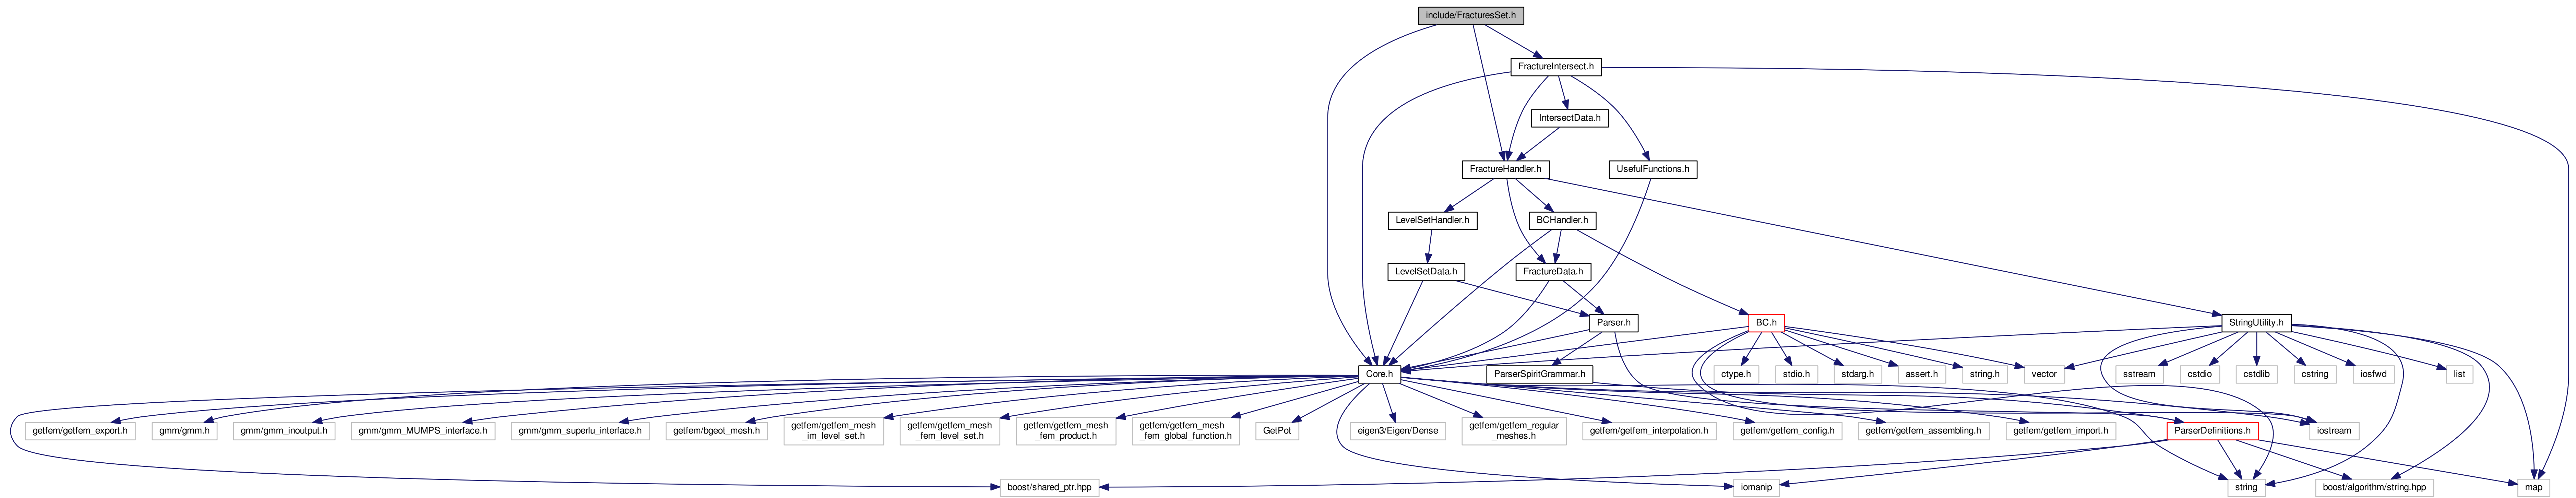 include/FracturesSet.h
FractureIntersect.h
IntersectData.h
FractureHandler.h
UsefulFunctions.h
LevelSetHandler.h
BCHandler.h
LevelSetData.h
FractureData.h
Parser.h
BC.h
StringUtility.h
Core.h
ParserSpiritGrammar.h
ctype.h
stdio.h
stdarg.h
assert.h
string.h
vector
sstream
cstdio
cstdlib
cstring
iosfwd
list
getfem/getfem_export.h
gmm/gmm.h
gmm/gmm_inoutput.h
gmm/gmm_MUMPS_interface.h
gmm/gmm_superlu_interface.h
getfem/bgeot_mesh.h
getfem/getfem_mesh
_im_level_set.h
getfem/getfem_mesh
_fem_level_set.h
getfem/getfem_mesh
_fem_product.h
getfem/getfem_mesh
_fem_global_function.h
GetPot
eigen3/Eigen/Dense
getfem/getfem_regular
_meshes.h
getfem/getfem_interpolation.h
getfem/getfem_config.h
getfem/getfem_assembling.h
getfem/getfem_import.h
ParserDefinitions.h
iostream
boost/shared_ptr.hpp
iomanip
string
boost/algorithm/string.hpp
map